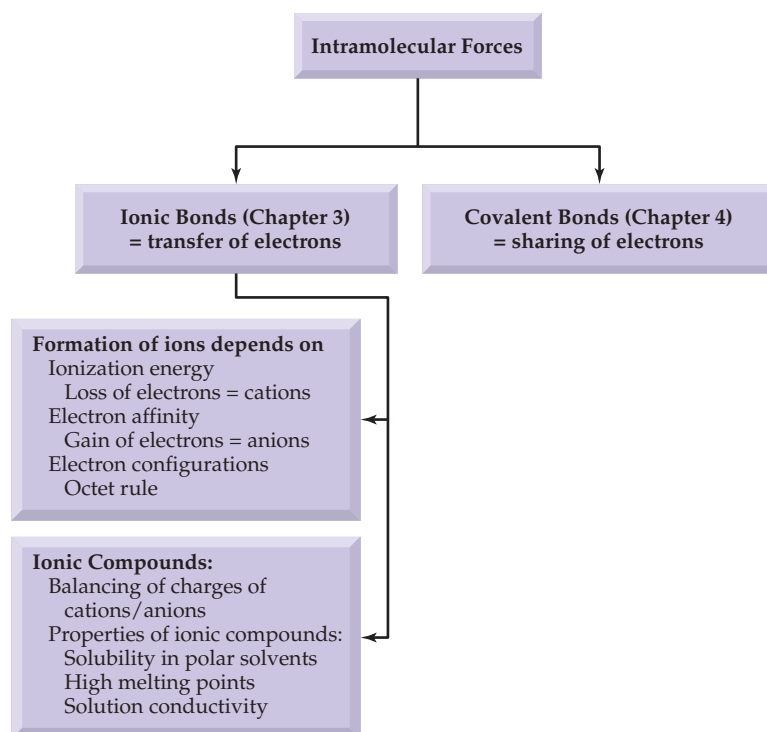 Intramolecular Forces
Ionic Bonds (Chapter 3)
= transfer of electrons
Covalent Bonds (Chapter 4)
= sharing of electrons
Formation of ions depends on
Ionization energy
Loss of electrons = cations
Electron affinity
Gain of electrons = anions
Electron configurations
Octet rule
Ionic Compounds:
Balancing of charges of
cations/anions
Properties of ionic compounds:
Solubility in polar solvents
High melting points
Solution conductivity